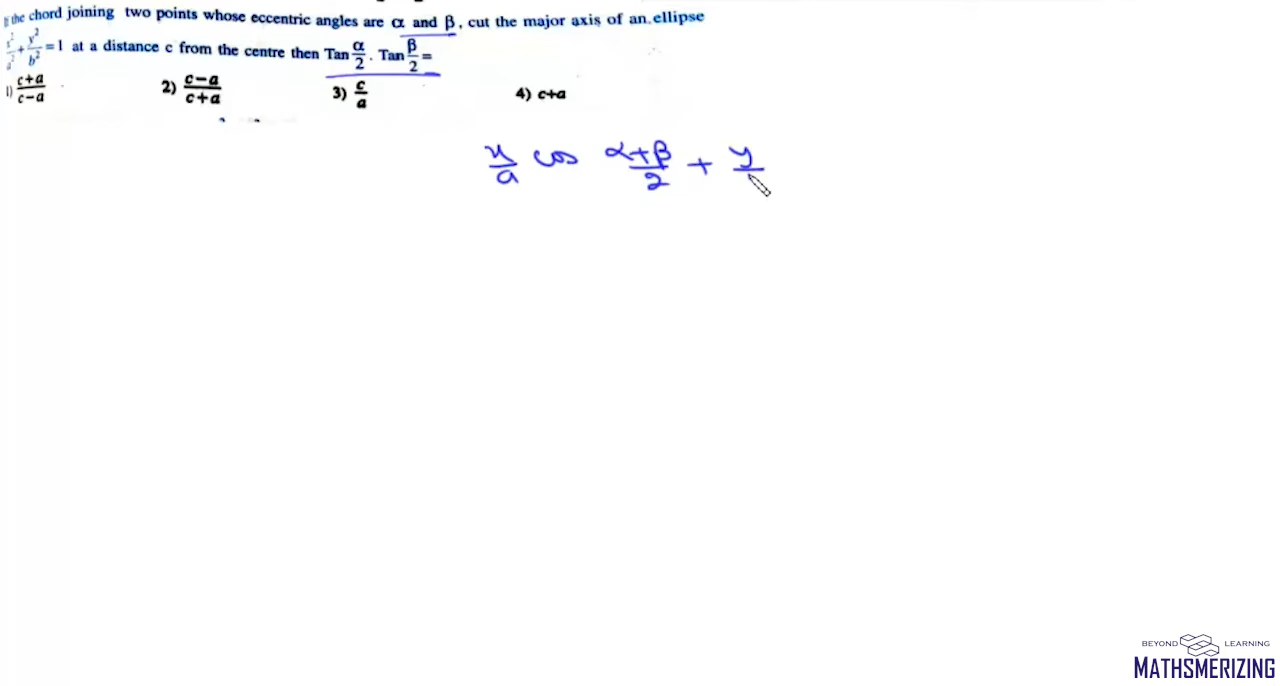 the chord joining two points whose eccentric angles are α and β, cut the major axis of an ellipse
x²/a² + y²/b² = 1 at a distance c from the centre then Tan α/2 . Tan β/2 =
1) c+a/c−a 2) c−a/c+a 3) c/a 4) c+a
x/a cos α+β/2 + y/
BEYOND LEARNING
MATHSMERIZING